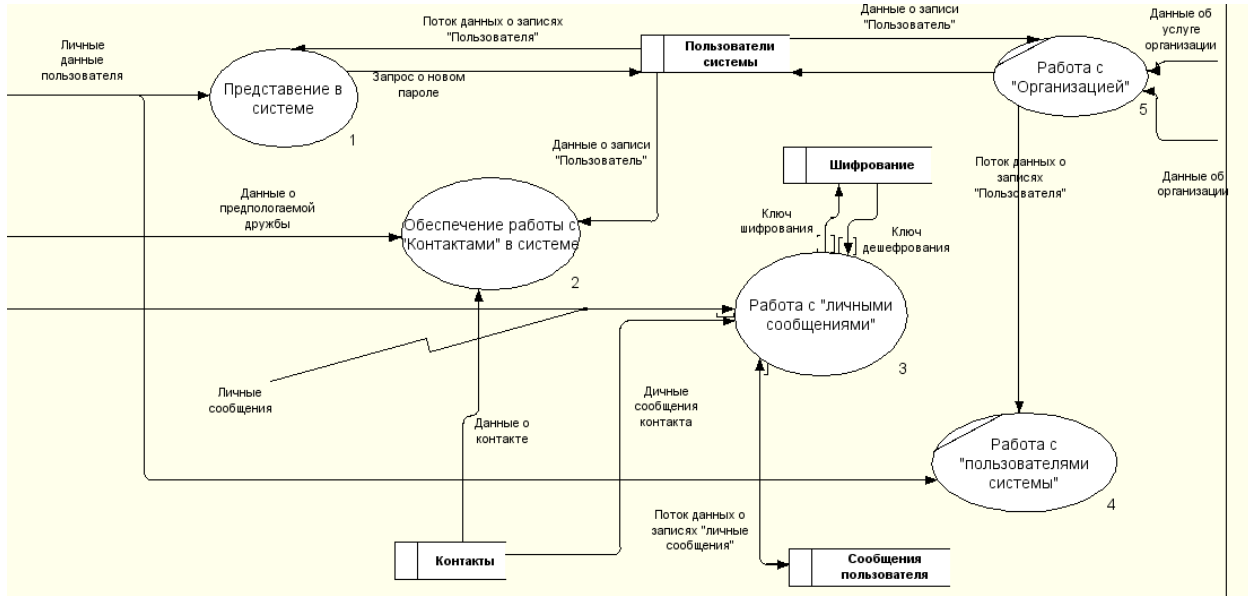 Поток данных о записях
"Пользователя"
Данные о записи
"Пользователь"
Данные об
услуге
организации
Личные
данные
пользователя
Пользователи
системы
Запрос о новом
пароле
Представение в
системе
1
Работа с
"Организацией"
5
Данные о записи
"Пользователь"
Шифрование
Поток данных о
записях
"Пользователя"
Данные об
организации
Данные о
предпологаемой
дружбы
Обеспечение работы с
"Контактами" в системе
2
Ключ
шифрования
Ключ
дешефрования
Работа с "личными
сообщениями"
3
Личные
сообщения
Данные о
контакте
Дичные
сообщения
контакта
Работа с
"пользователями
системы"
4
Поток данных о
записях "личные
сообщения"
Контакты
Сообщения
пользователя